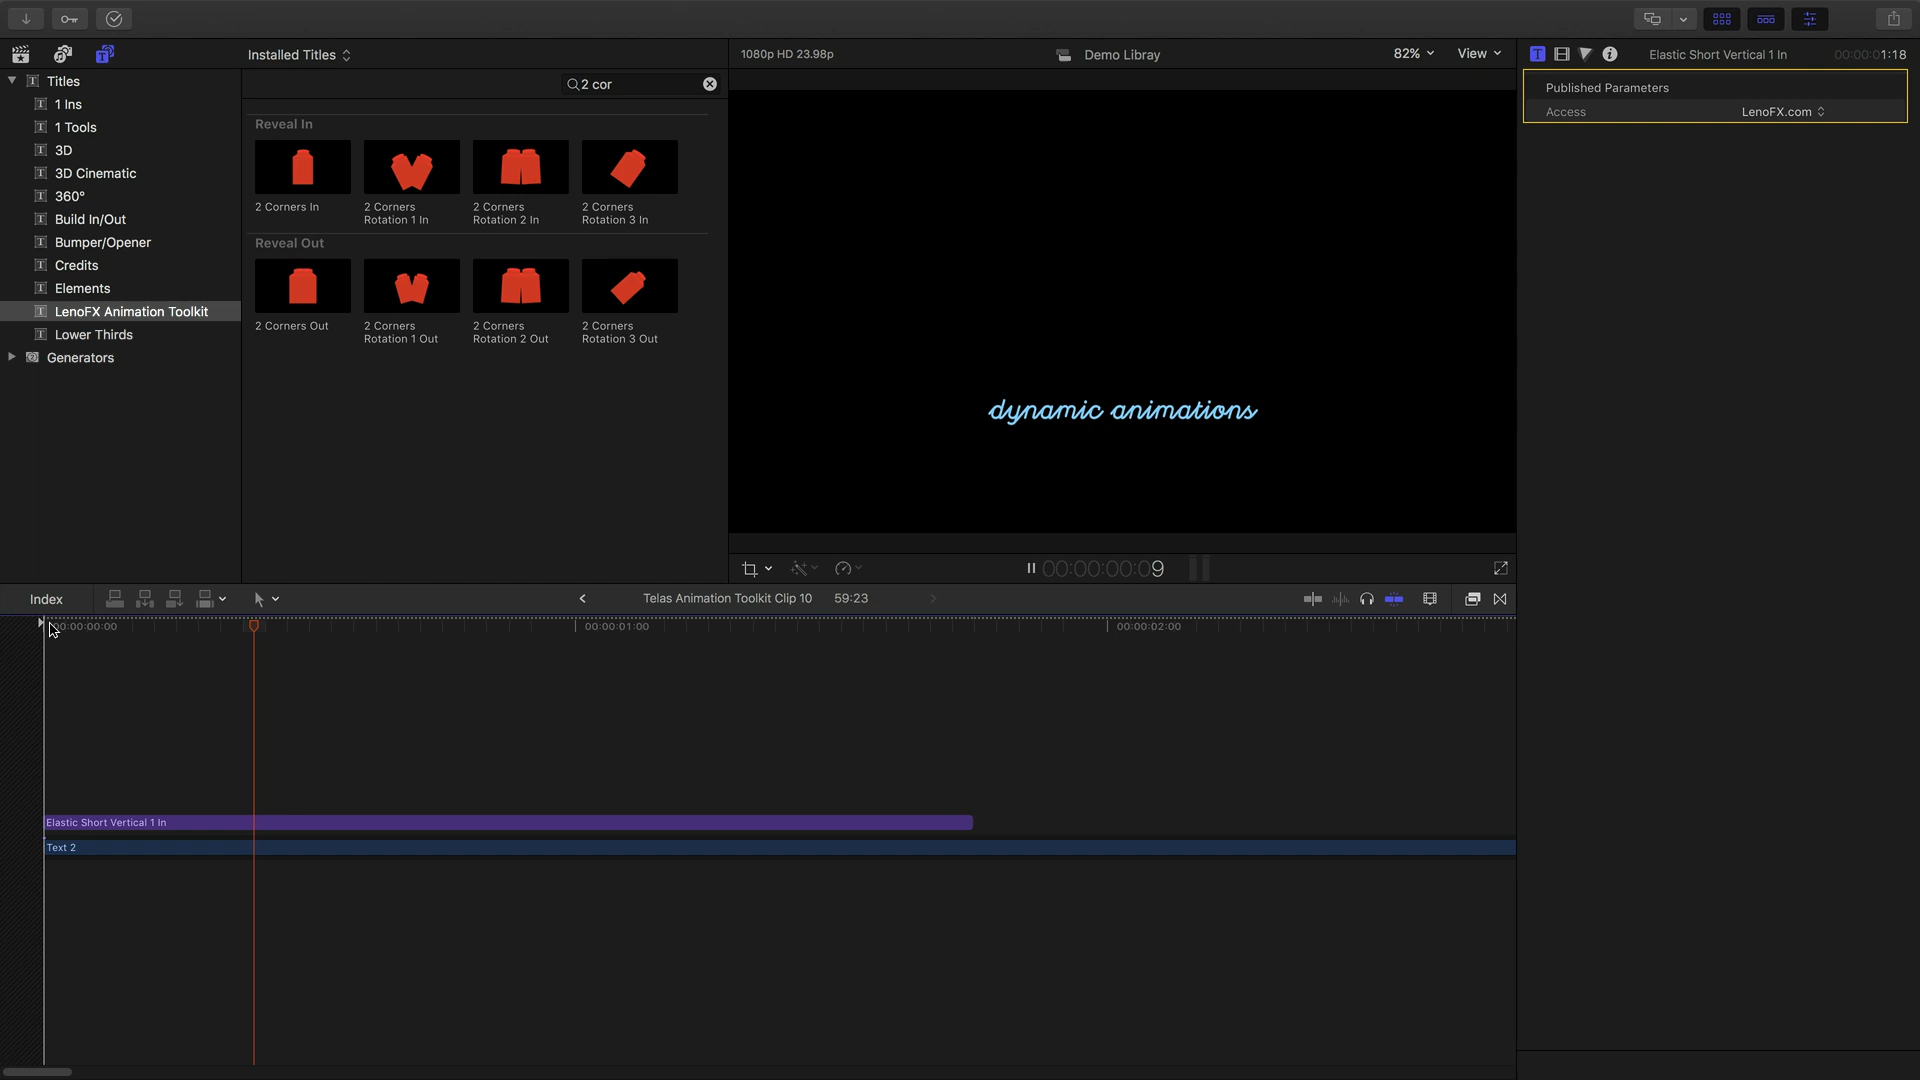 Installed Titles
1080p HD 23.98p
Demo Libray
82%
View
Elastic Short Vertical 1 In
00:00:01:18
Titles
1 Ins
1 Tools
3D
3D Cinematic
360°
Build In/Out
Bumper/Opener
Credits
Elements
LenoFX Animation Toolkit
Lower Thirds
Generators
2 cor
Reveal In
2 Corners In
2 Corners
Rotation 1 In
2 Corners
Rotation 2 In
2 Corners
Rotation 3 In
Reveal Out
2 Corners Out
2 Corners
Rotation 1 Out
2 Corners
Rotation 2 Out
2 Corners
Rotation 3 Out
dynamic animations
Published Parameters
Access
LenoFX.com
00:00:00:09
Index
Telas Animation Toolkit Clip 10
59:23
00:00:00:00
00:00:01:00
00:00:02:00
Elastic Short Vertical 1 In
Text 2